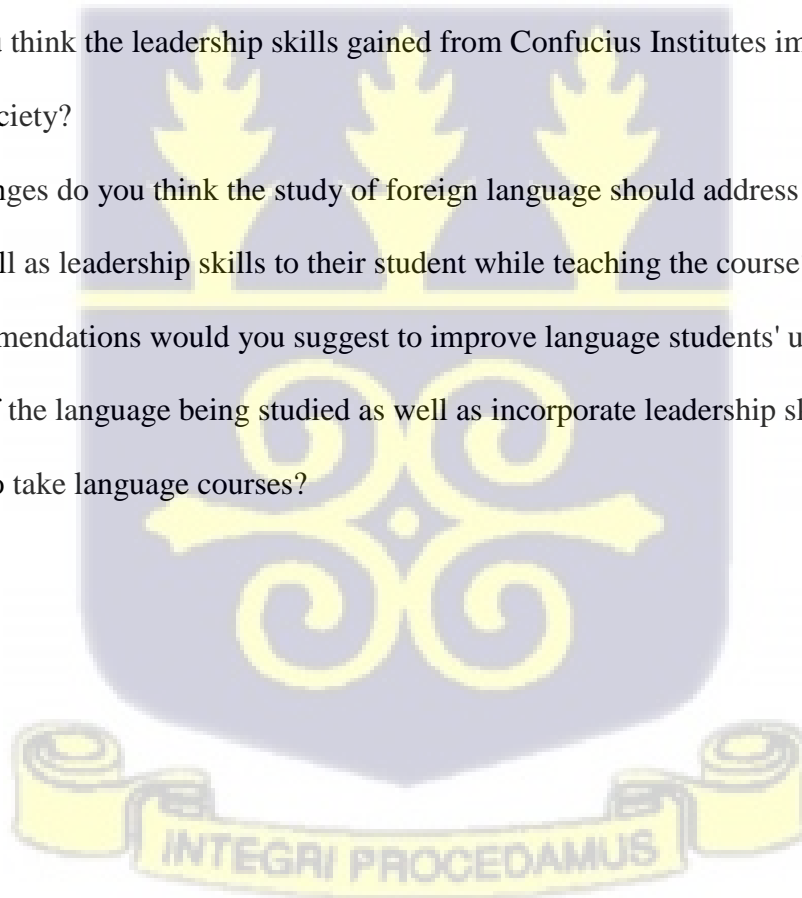 think the leadership skills gained from Confucius Institutes im
ciety?
nges do you think the study of foreign language should address
ll as leadership skills to their student while teaching the course
mendations would you suggest to improve language students' u
f the language being studied as well as incorporate leadership sk
o take language courses?
INTEGRI PROCEDAMUS